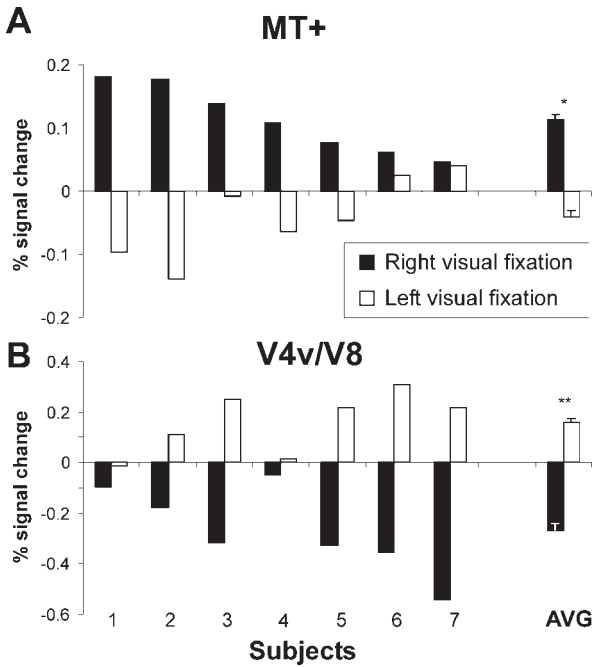 A
MT+
% signal change
0.2
0.1
0
-0.1
-0.2
*
Right visual fixation
Left visual fixation
B
V4v/V8
% signal change
0.4
0.2
0
-0.2
-0.4
-0.6
**
1 2 3 4 5 6 7 AVG
Subjects